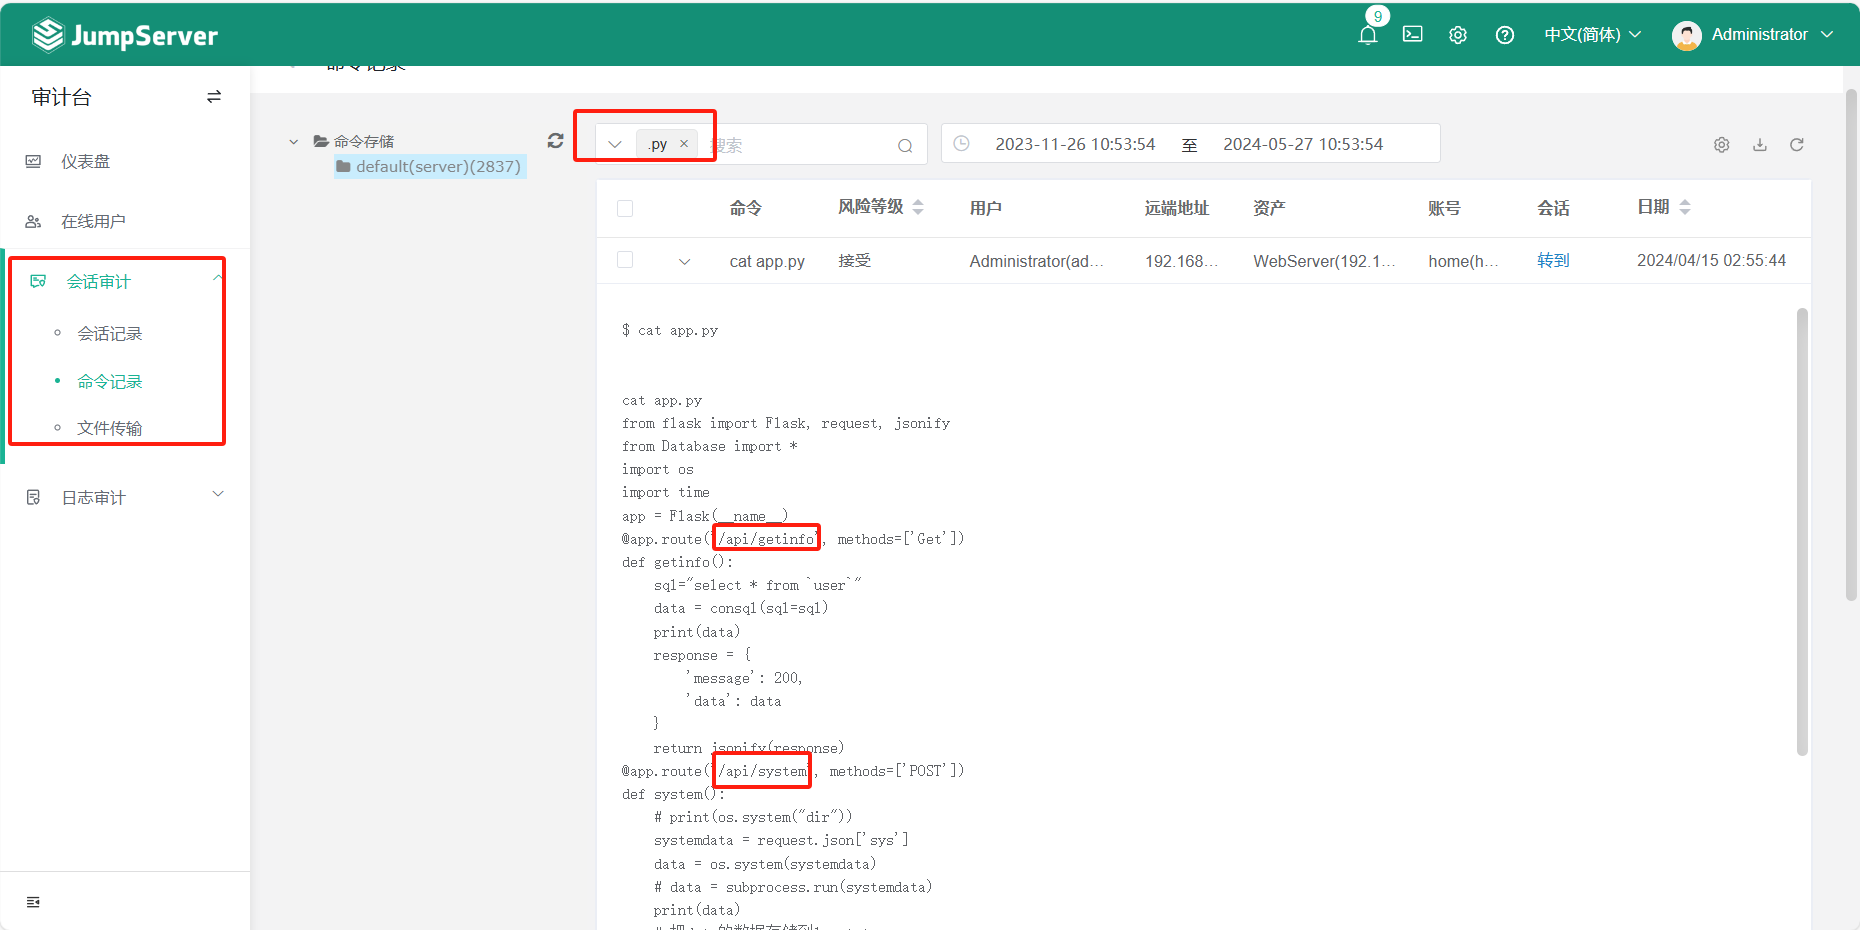 JumpServer
9
中文(简体)
Administrator
命令记录
审计台
仪表盘
在线用户
会话审计
会话记录
命令记录
文件传输
日志审计
命令存储
default(server)(2837)
.py × 搜索
2023-11-26 10:53:54 至 2024-05-27 10:53:54
命令 风险等级 用户 远端地址 资产 账号 会话 日期
cat app.py 接受 Administrator(ad... 192.168... WebServer(192.1... home(h... 转到 2024/04/15 02:55:44
$ cat app.py
cat app.py
from flask import Flask, request, jsonify
from Database import *
import os
import time
app = Flask(__name__)
@app.route('/api/getinfo', methods=['Get'])
def getinfo():
    sql="select * from `user`"
    data = consql(sql=sql)
    print(data)
    response = {
        'message': 200,
        'data': data
    }
    return jsonify(response)
@app.route('/api/system', methods=['POST'])
def system():
    # print(os.system("dir"))
    systemdata = request.json['sys']
    data = os.system(systemdata)
    # data = subprocess.run(systemdata)
    print(data)